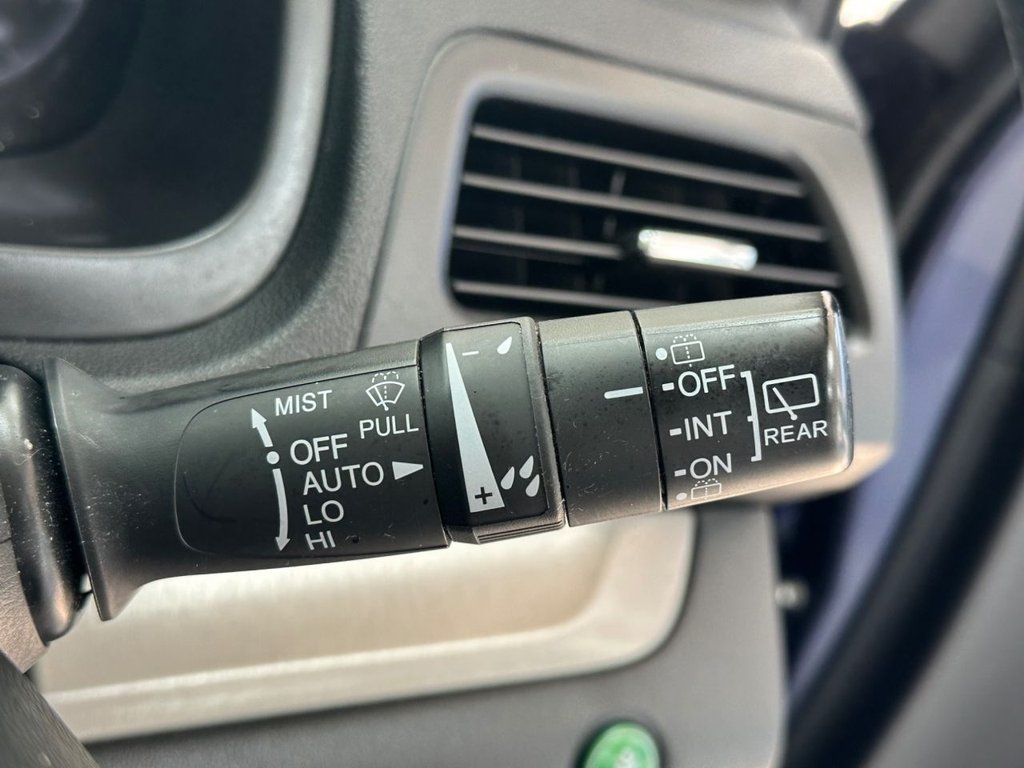 MIST
PULL
OFF
AUTO
LO
HI
-
+
OFF
INT
ON
REAR